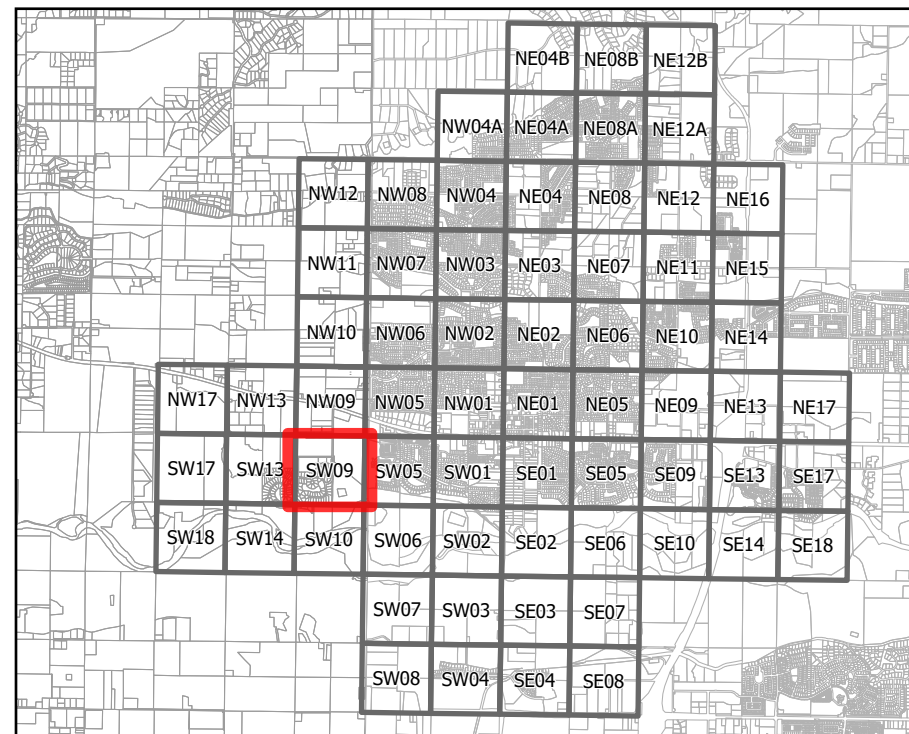 NE04B NE08B NE12B
NW04A NE04A NE08A NE12A
NW12 NW08 NW04 NE04 NE08 NE12 NE16
NW11 NW07 NW03 NE03 NE07 NE11 NE15
NW10 NW06 NW02 NE02 NE06 NE10 NE14
NW17 NW13 NW09 NW05 NW01 NE01 NE05 NE09 NE13 NE17
SW17 SW13 SW09 SW05 SW01 SE01 SE05 SE09 SE13 SE17
SW18 SW14 SW10 SW06 SW02 SE02 SE06 SE10 SE14 SE18
SW07 SW03 SE03 SE07
SW08 SW04 SE04 SE08